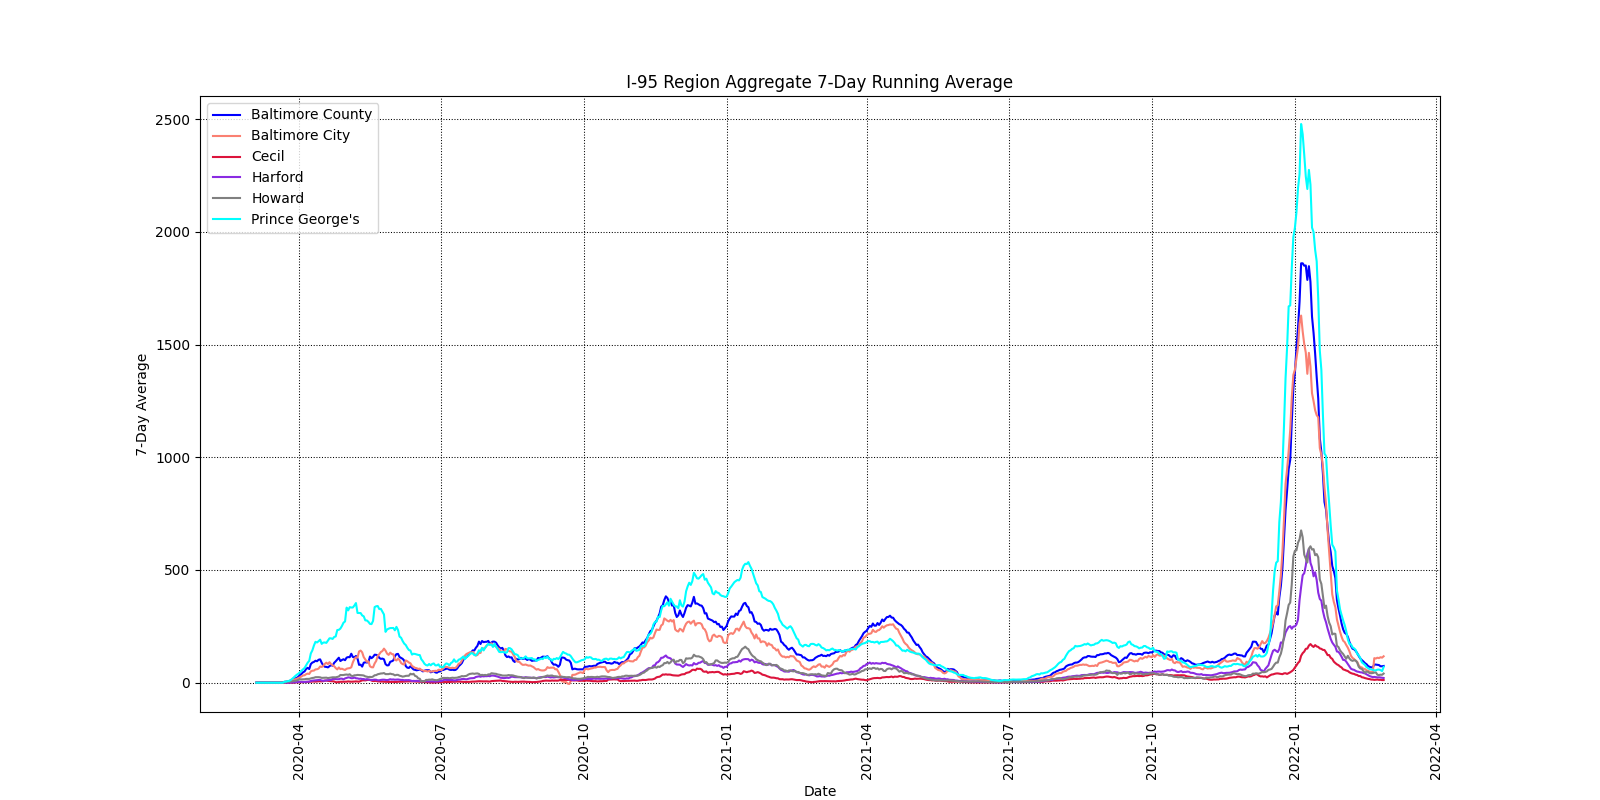 I-95 Region Aggregate 7-Day Running Average
Baltimore County
Baltimore City
Cecil
Harford
Howard
Prince George's
2500
2000
1500
1000
500
0
7-Day Average
2020-04
2020-07
2020-10
2021-01
2021-04
2021-07
2021-10
2022-01
2022-04
Date